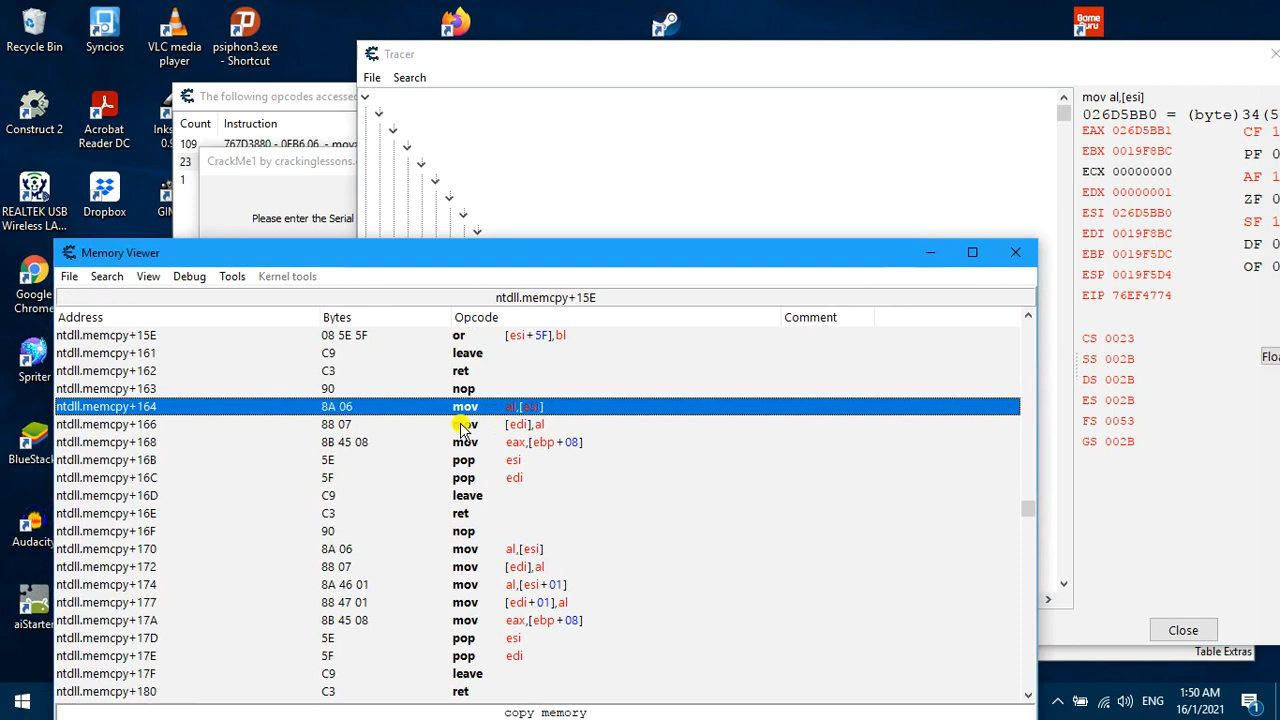 Recycle Bin
Syncios
VLC media player
psiphon3.exe - Shortcut
Construct 2
Acrobat Reader DC
REALTEK USB Wireless LA...
Dropbox
Google Chrome
Spriter
Audacity
aiStarter
The following opcodes accessed
Count Instruction
109 767D3880 - 0FB6 06 -
23
1
CrackMe1 by crackinglessons.
Please enter the Serial
Tracer
File Search
mov al,[esi]
026D5BB0 = (byte)34(5
EAX 026D5BB1
EBX 0019F8BC
ECX 00000000
EDX 00000001
ESI 026D5BB0
EDI 0019F8BC
EBP 0019F5DC
ESP 0019F5D4
EIP 76EF4774
CS 0023
SS 002B
DS 002B
ES 002B
FS 0053
GS 002B
CF 1
PF 0
AF 1
ZF 0
SF 1
DF 0
OF 0
Close
Table Extras
Memory Viewer
File Search View Debug Tools Kernel tools
ntdll.memcpy+15E
Address Bytes Opcode Comment
ntdll.memcpy+15E 08 5E 5F or [esi+5F],bl
ntdll.memcpy+161 C9 leave
ntdll.memcpy+162 C3 ret
ntdll.memcpy+163 90 nop
ntdll.memcpy+164 8A 06 mov al,[esi]
ntdll.memcpy+166 88 07 mov [edi],al
ntdll.memcpy+168 8B 45 08 mov eax,[ebp+08]
ntdll.memcpy+16B 5E pop esi
ntdll.memcpy+16C 5F pop edi
ntdll.memcpy+16D C9 leave
ntdll.memcpy+16E C3 ret
ntdll.memcpy+16F 90 nop
ntdll.memcpy+170 8A 06 mov al,[esi]
ntdll.memcpy+172 88 07 mov [edi],al
ntdll.memcpy+174 8A 46 01 mov al,[esi+01]
ntdll.memcpy+177 88 47 01 mov [edi+01],al
ntdll.memcpy+17A 8B 45 08 mov eax,[ebp+08]
ntdll.memcpy+17D 5E pop esi
ntdll.memcpy+17E 5F pop edi
ntdll.memcpy+17F C9 leave
ntdll.memcpy+180 C3 ret
copy memory
Game Guru
ENG
1:50 AM
16/1/2021
1